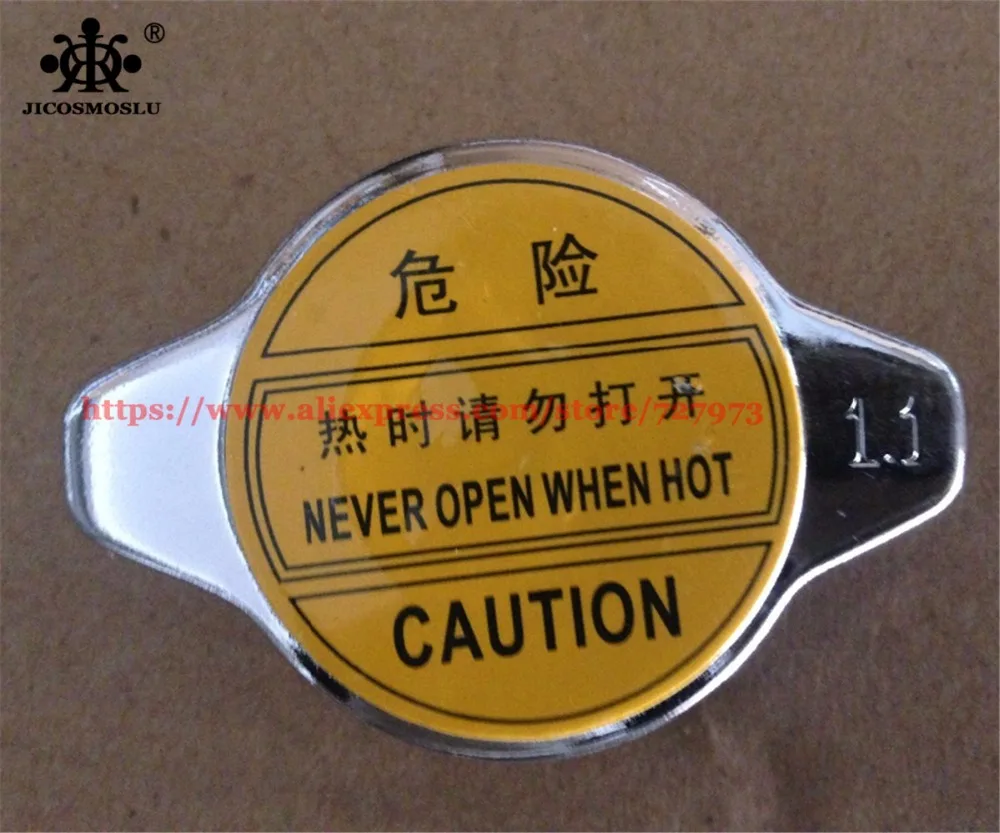 ®
JICOSMOSLU
危险
https://www.aliexpress.com/store/727973
热时请勿打开
1.1
NEVER OPEN WHEN HOT
CAUTION